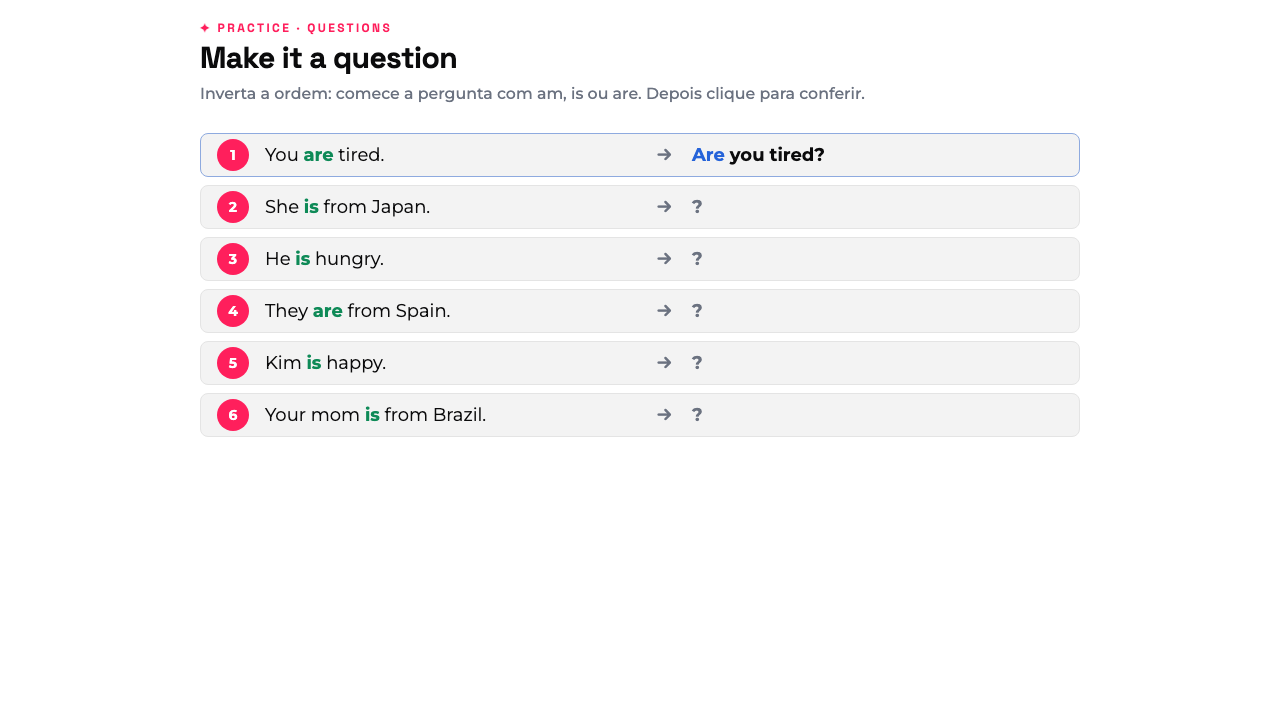 ✦ PRACTICE · QUESTIONS
Make it a question
Inverta a ordem: comece a pergunta com am, is ou are. Depois clique para conferir.
1 You are tired. → Are you tired?
2 She is from Japan. → ?
3 He is hungry. → ?
4 They are from Spain. → ?
5 Kim is happy. → ?
6 Your mom is from Brazil. → ?